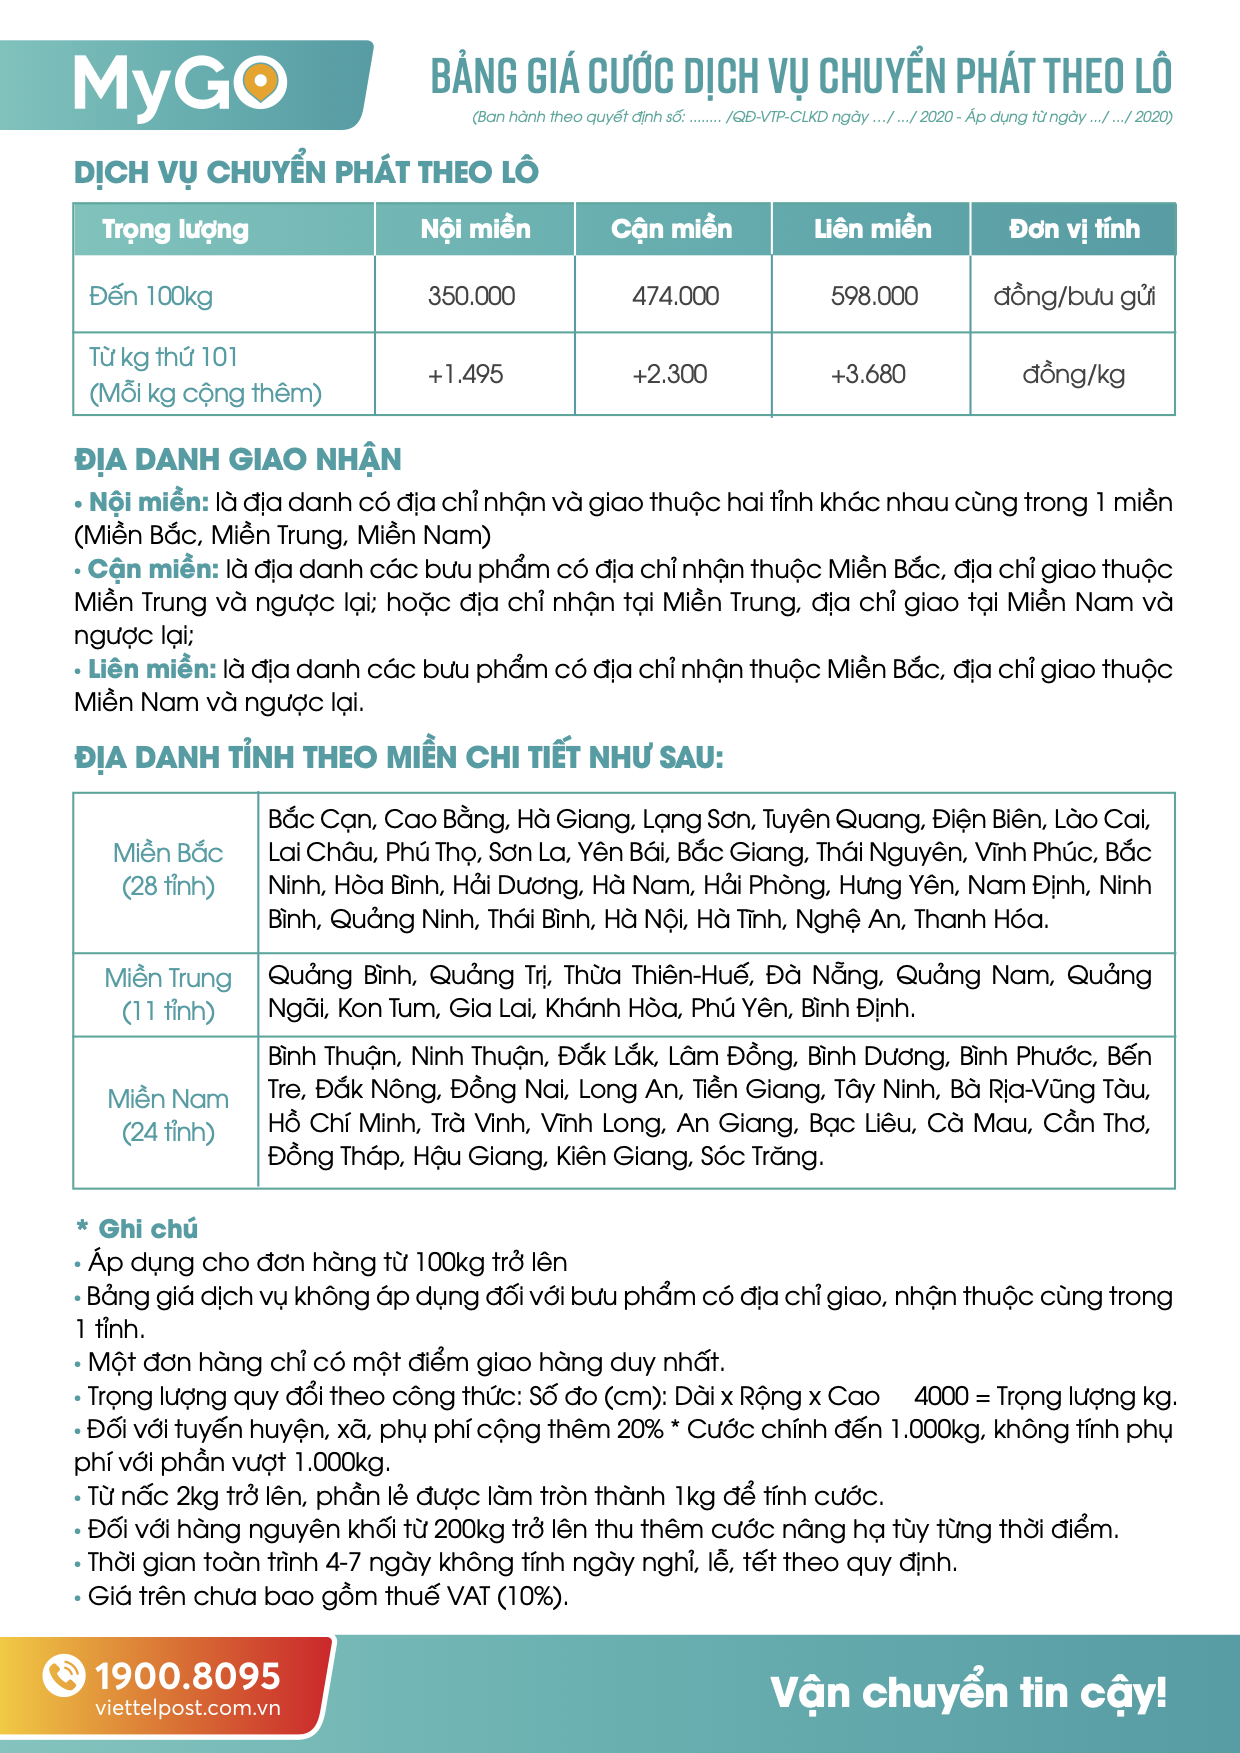 MyGO
BẢNG GIÁ CƯỚC DỊCH VỤ CHUYỂN PHÁT THEO LÔ
(Ban hành theo quyết định số: ........ /QĐ-VTP-CLKD ngày .../ .../ 2020 - Áp dụng từ ngày .../ .../ 2020)
DỊCH VỤ CHUYỂN PHÁT THEO LÔ
Trọng lượng Nội miền Cận miền Liên miền Đơn vị tính
Đến 100kg 350.000 474.000 598.000 đồng/bưu gửi
Từ kg thứ 101
(Mỗi kg cộng thêm) +1.495 +2.300 +3.680 đồng/kg
ĐỊA DANH GIAO NHẬN
• Nội miền: là địa danh có địa chỉ nhận và giao thuộc hai tỉnh khác nhau cùng trong 1 miền
(Miền Bắc, Miền Trung, Miền Nam)
• Cận miền: là địa danh các bưu phẩm có địa chỉ nhận thuộc Miền Bắc, địa chỉ giao thuộc
Miền Trung và ngược lại; hoặc địa chỉ nhận tại Miền Trung, địa chỉ giao tại Miền Nam và
ngược lại;
• Liên miền: là địa danh các bưu phẩm có địa chỉ nhận thuộc Miền Bắc, địa chỉ giao thuộc
Miền Nam và ngược lại.
ĐỊA DANH TỈNH THEO MIỀN CHI TIẾT NHƯ SAU:
Miền Bắc
(28 tỉnh)
Bắc Cạn, Cao Bằng, Hà Giang, Lạng Sơn, Tuyên Quang, Điện Biên, Lào Cai,
Lai Châu, Phú Thọ, Sơn La, Yên Bái, Bắc Giang, Thái Nguyên, Vĩnh Phúc, Bắc
Ninh, Hòa Bình, Hải Dương, Hà Nam, Hải Phòng, Hưng Yên, Nam Định, Ninh
Bình, Quảng Ninh, Thái Bình, Hà Nội, Hà Tĩnh, Nghệ An, Thanh Hóa.
Miền Trung
(11 tỉnh)
Quảng Bình, Quảng Trị, Thừa Thiên-Huế, Đà Nẵng, Quảng Nam, Quảng
Ngãi, Kon Tum, Gia Lai, Khánh Hòa, Phú Yên, Bình Định.
Miền Nam
(24 tỉnh)
Bình Thuận, Ninh Thuận, Đắk Lắk, Lâm Đồng, Bình Dương, Bình Phước, Bến
Tre, Đắk Nông, Đồng Nai, Long An, Tiền Giang, Tây Ninh, Bà Rịa-Vũng Tàu,
Hồ Chí Minh, Trà Vinh, Vĩnh Long, An Giang, Bạc Liêu, Cà Mau, Cần Thơ,
Đồng Tháp, Hậu Giang, Kiên Giang, Sóc Trăng.
* Ghi chú
• Áp dụng cho đơn hàng từ 100kg trở lên
• Bảng giá dịch vụ không áp dụng đối với bưu phẩm có địa chỉ giao, nhận thuộc cùng trong
1 tỉnh.
• Một đơn hàng chỉ có một điểm giao hàng duy nhất.
• Trọng lượng quy đổi theo công thức: Số đo (cm): Dài x Rộng x Cao 4000 = Trọng lượng kg.
• Đối với tuyến huyện, xã, phụ phí cộng thêm 20% * Cước chính đến 1.000kg, không tính phụ
phí với phần vượt 1.000kg.
• Từ nấc 2kg trở lên, phần lẻ được làm tròn thành 1kg để tính cước.
• Đối với hàng nguyên khối từ 200kg trở lên thu thêm cước nâng hạ tùy từng thời điểm.
• Thời gian toàn trình 4-7 ngày không tính ngày nghỉ, lễ, tết theo quy định.
• Giá trên chưa bao gồm thuế VAT (10%).
1900.8095
viettelpost.com.vn
Vận chuyển tin cậy!